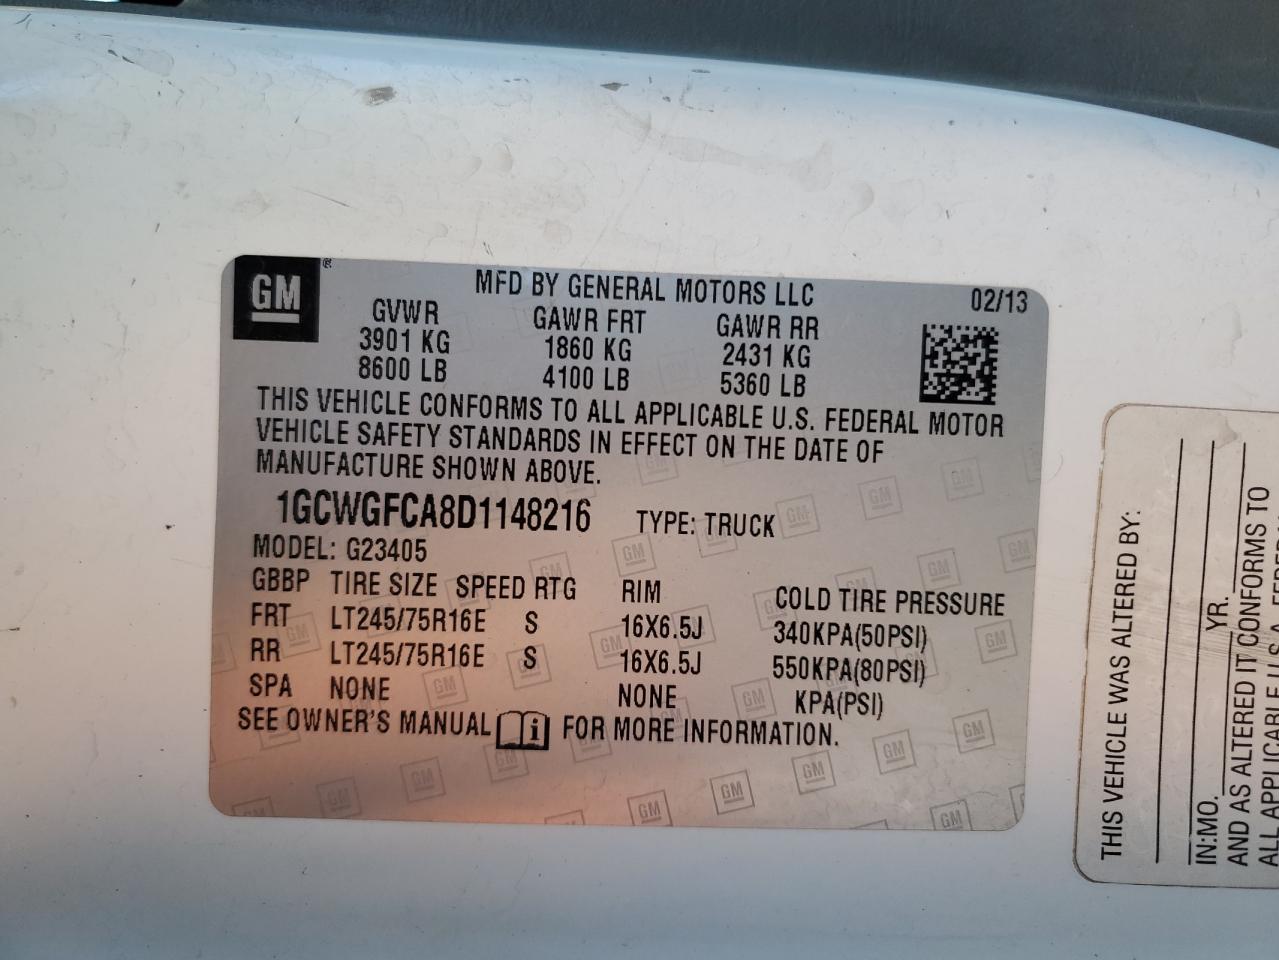 GM
®
MFD BY GENERAL MOTORS LLC
02/13
GVWR GAWR FRT GAWR RR
3901 KG 1860 KG 2431 KG
8600 LB 4100 LB 5360 LB
THIS VEHICLE CONFORMS TO ALL APPLICABLE U.S. FEDERAL MOTOR
VEHICLE SAFETY STANDARDS IN EFFECT ON THE DATE OF
MANUFACTURE SHOWN ABOVE.
1GCWGFCA8D1148216 TYPE: TRUCK
MODEL: G23405
GBBP TIRE SIZE SPEED RTG RIM COLD TIRE PRESSURE
FRT LT245/75R16E S 16X6.5J 340KPA(50PSI)
RR LT245/75R16E S 16X6.5J 550KPA(80PSI)
SPA NONE NONE KPA(PSI)
SEE OWNER'S MANUAL i FOR MORE INFORMATION.
THIS VEHICLE WAS ALTERED BY:
IN:MO. YR.
AND AS ALTERED IT CONFORMS TO
ALL APPLICABLE U.S.A.